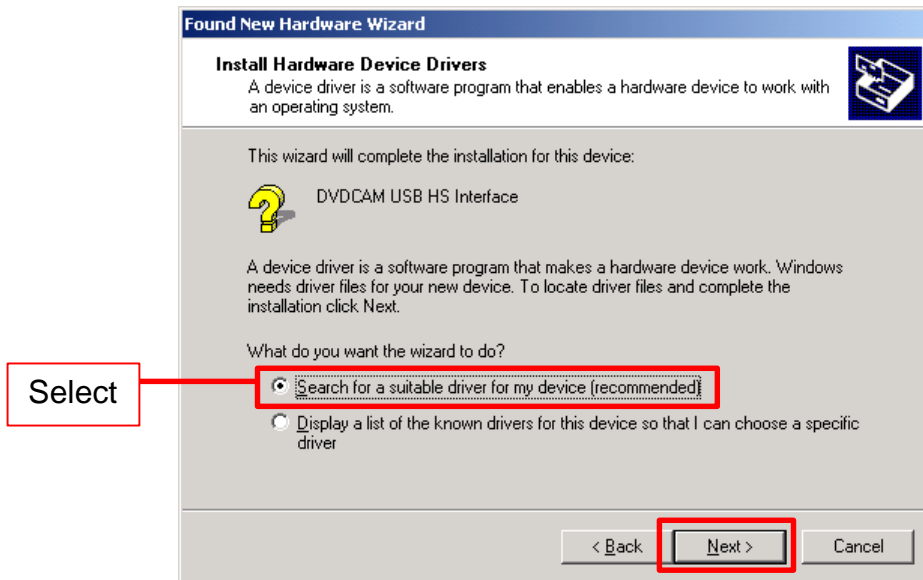 Found New Hardware Wizard
Install Hardware Device Drivers
A device driver is a software program that enables a hardware device to work with
an operating system.
This wizard will complete the installation for this device:
DVDCAM USB HS Interface
A device driver is a software program that makes a hardware device work. Windows
needs driver files for your new device. To locate driver files and complete the
installation click Next.
What do you want the wizard to do?
Select
Search for a suitable driver for my device (recommended)
Display a list of the known drivers for this device so that I can choose a specific
driver
< Back
Next >
Cancel